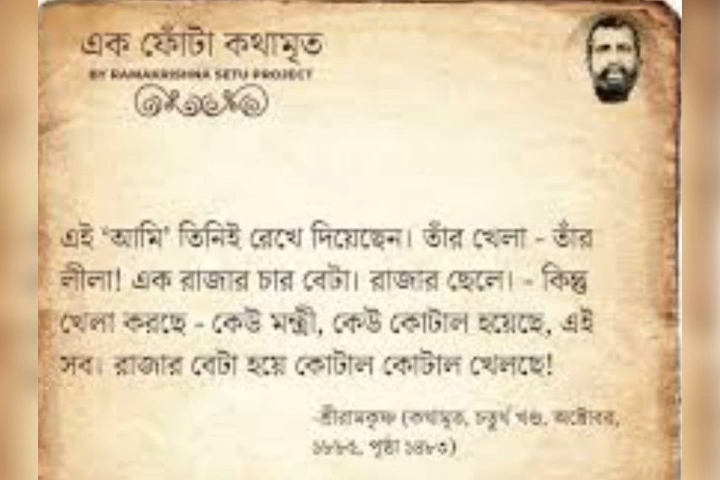 এক ফোঁটা কথামৃত
BY RAMAKRISHNA SETU PROJECT
এই ‘আমি’ তিনিই রেখে দিয়েছেন। তাঁর খেলা - তাঁর
লীলা! এক রাজার চার বেটা। রাজার ছেলে। - কিন্তু
খেলা করছে - কেউ মন্ত্রী, কেউ কোটাল হয়েছে, এই
সব। রাজার বেটা হয়ে কোটাল কোটাল খেলছে!
-শ্রীরামকৃষ্ণ (কথামৃত, চতুর্থ খণ্ড, অক্টোবর,
১৮৮৫, পৃষ্ঠা ১৪৮৩)